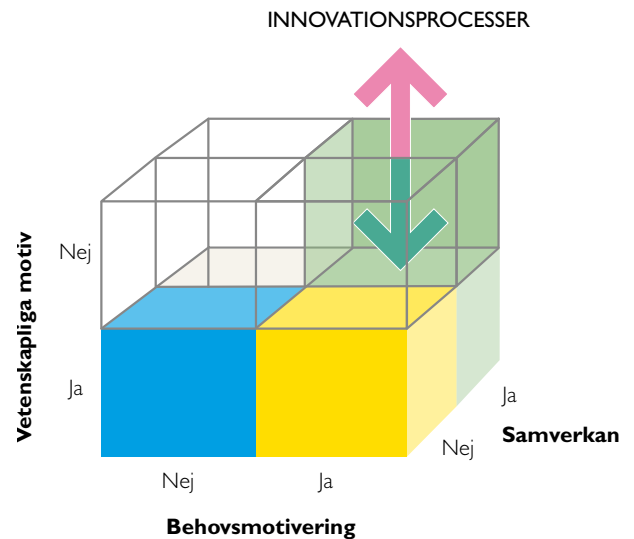 INNOVATIONSPROCESSER
Vetenskapliga motiv
Nej
Ja
Ja
Samverkan
Nej
Nej
Ja
Behovsmotivering